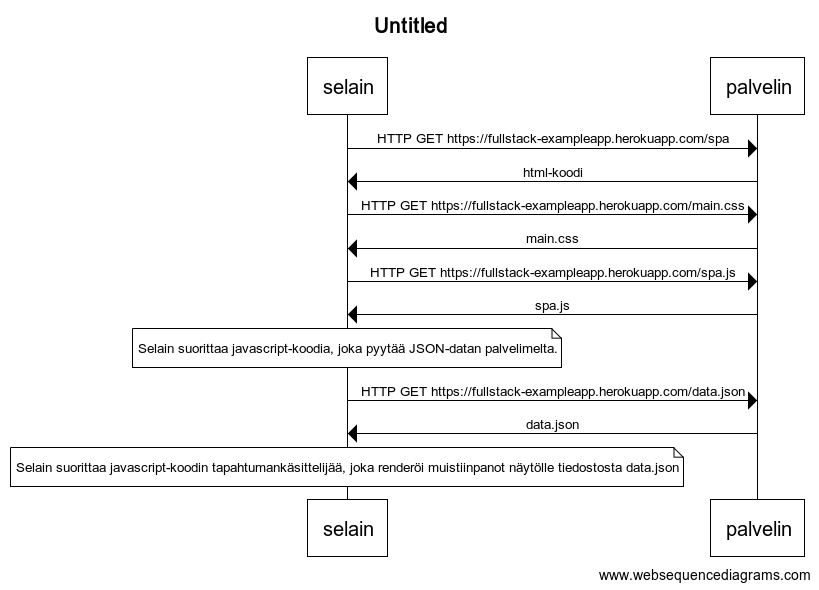 Untitled
selain
palvelin
HTTP GET https://fullstack-exampleapp.herokuapp.com/spa
html-koodi
HTTP GET https://fullstack-exampleapp.herokuapp.com/main.css
main.css
HTTP GET https://fullstack-exampleapp.herokuapp.com/spa.js
spa.js
Selain suorittaa javascript-koodia, joka pyytää JSON-datan palvelimelta.
HTTP GET https://fullstack-exampleapp.herokuapp.com/data.json
data.json
Selain suorittaa javascript-koodin tapahtumankäsittelijää, joka renderöi muistiinpanot näytölle tiedostosta data.json
selain
palvelin
www.websequencediagrams.com